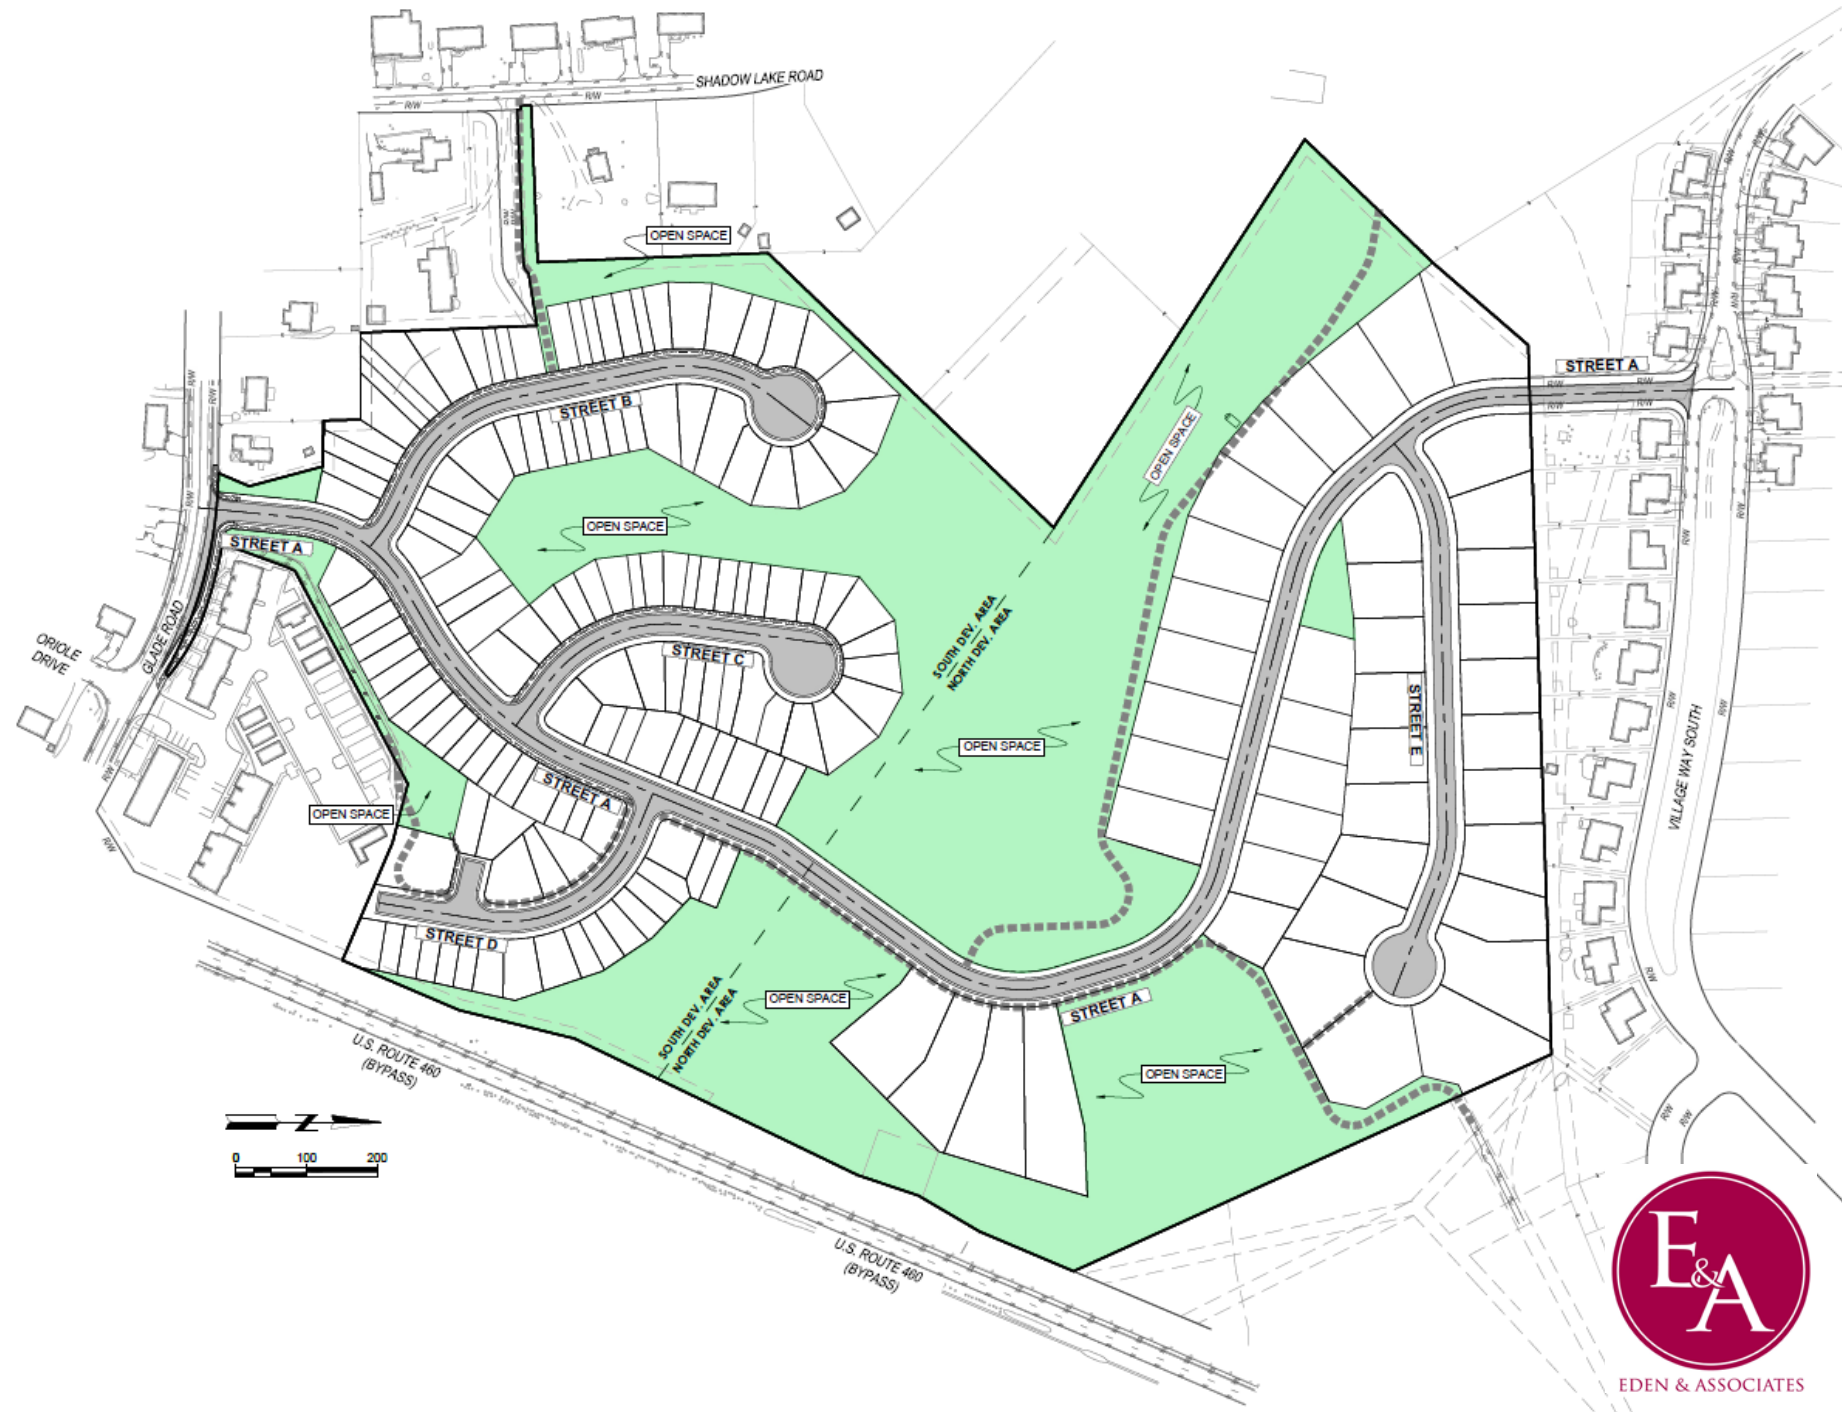 SHADOW LAKE ROAD
R/W
R/W
R/W
R/W
R/W
OPEN SPACE
R/W
R/W
R/W
R/W
R/W
R/W
STREET A
R/W
R/W
R/W
R/W
R/W
R/W
STREET B
OPEN SPACE
R/W
OPEN SPACE
R/W
R/W
STREET A
GLADE ROAD
ORIOLE
DRIVE
SOUTH DEV. AREA
NORTH DEV. AREA
STREET C
STREET E
R/W
R/W
VILLAGE WAY SOUTH
OPEN SPACE
R/W
STREET A
OPEN SPACE
R/W
STREET D
R/W
SOUTH DEV. AREA
NORTH DEV. AREA
OPEN SPACE
STREET A
U.S. ROUTE 460
(BYPASS)
OPEN SPACE
R/W
R/W
Z
0 100 200
U.S. ROUTE 460
(BYPASS)
E&A
EDEN & ASSOCIATES